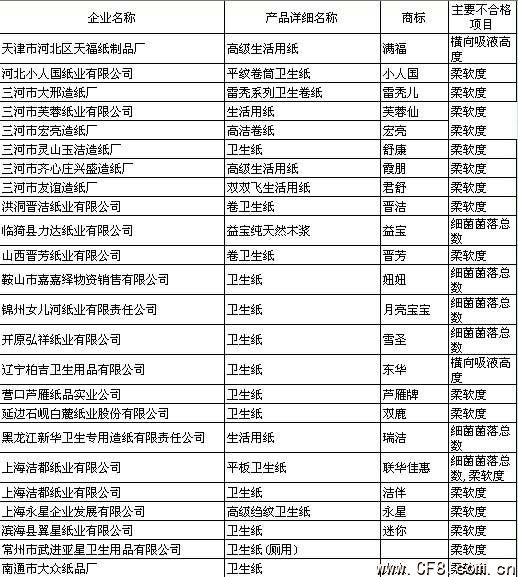 企业名称 产品详细名称 商标 主要不合格
项目
天津市河北区天福纸制品厂 高级生活用纸 满福 横向吸液高
度
河北小人国纸业有限公司 平纹卷筒卫生纸 小人国 柔软度
三河市大邢造纸厂 雷秃系列卫生卷纸 雷秃儿 柔软度
三河市芙蓉纸业有限公司 生活用纸 芙蓉仙 柔软度
三河市宏亮造纸厂 高洁卷纸 宏亮 柔软度
三河市灵山玉洁造纸厂 卫生纸 舒康 柔软度
三河市齐心庄兴盛造纸厂 高级生活用纸 霞朋 柔软度
三河市友谊造纸厂 双双飞生活用纸 君舒 柔软度
洪洞晋洁纸业有限公司 卷卫生纸 晋洁 柔软度
临猗县力达纸业有限公司 益宝纯天然木浆 益宝 细菌菌落总
数
山西晋芳纸业有限公司 卷卫生纸 晋芳 柔软度
鞍山市嘉嘉绎物资销售有限公司 卫生纸 妞妞 细菌菌落总
数
锦州女儿河纸业有限责任公司 卫生纸 月亮宝宝 细菌菌落总
数
开原弘祥纸业有限公司 卫生纸 雪圣 细菌菌落总
数
辽宁柏吉卫生用品有限公司 卫生纸 东华 横向吸液高
度
营口芦雁纸品实业公司 卫生纸 芦雁牌 柔软度
延边石岘白麓纸业股份有限公司 卫生纸 双鹿 柔软度
黑龙江新华卫生专用造纸有限责任公司 生活用纸 瑞洁 细菌菌落总
数
上海洁都纸业有限公司 平板卫生纸 联华佳惠 细菌菌落总
数,柔软度
上海洁都纸业有限公司 卫生纸 洁伴 柔软度
上海永星企业发展有限公司 高级绉纹卫生纸 永星 柔软度
滨海县翼星纸业有限公司 卫生纸 迷你 柔软度
常州市武进亚星卫生用品有限公司 卫生纸(厕用) 柔软度
南通市大众纸品厂 卫生纸 柔软度
www.CF8.com.cn